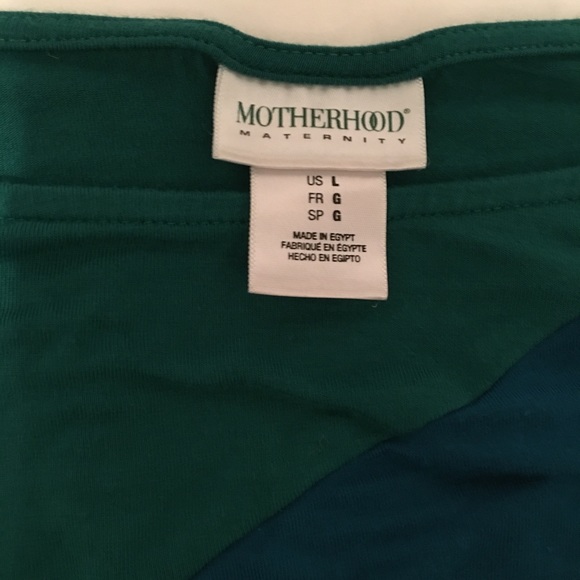 MOTHERHOOD®
MATERNITY
US L
FR G
SP G
MADE IN EGYPT
FABRIQUÉ EN ÉGYPTE
HECHO EN EGIPTO